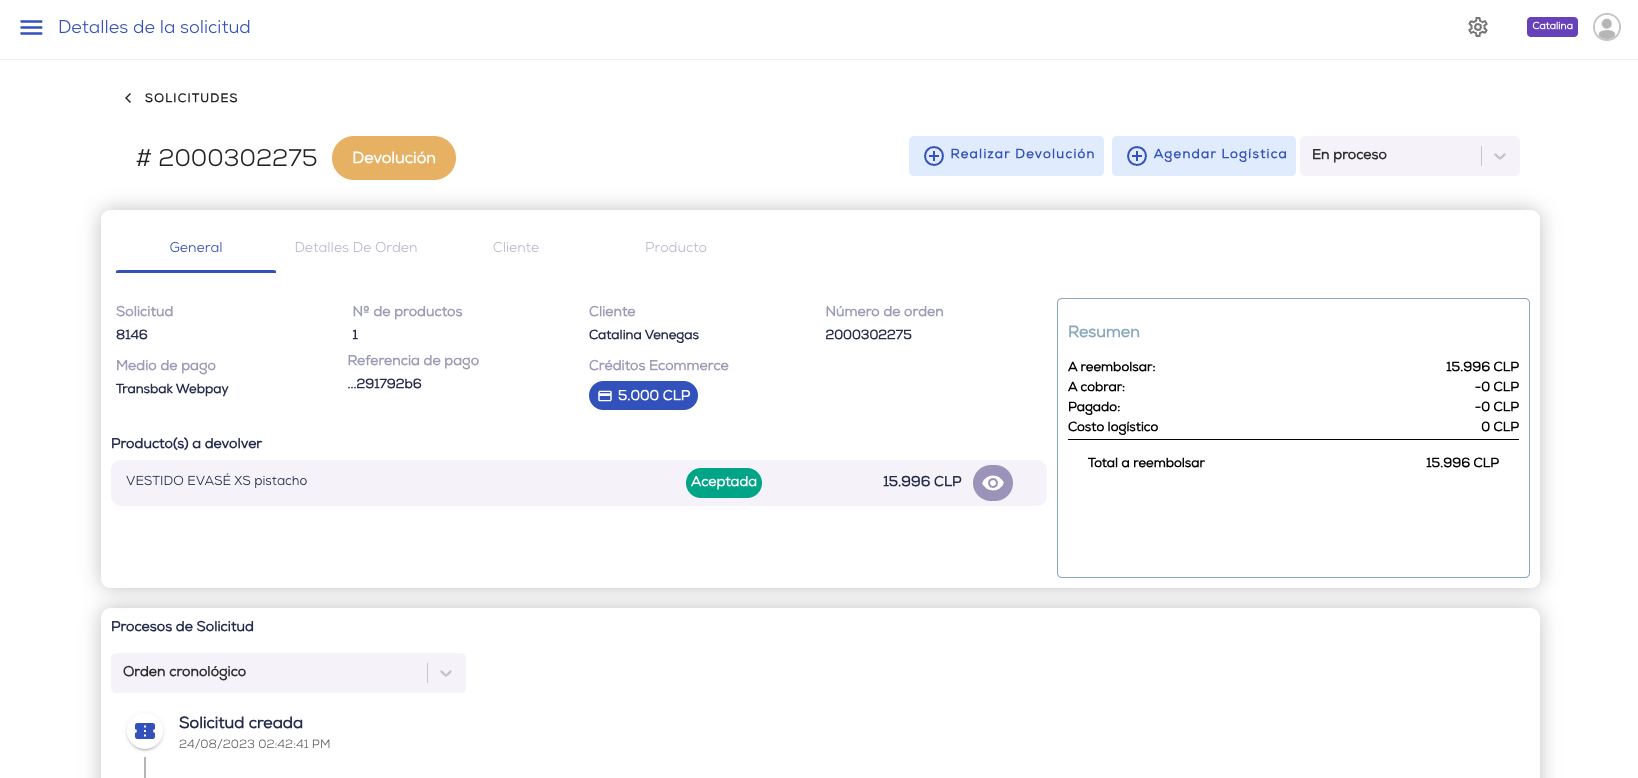 Detalles de la solicitud
Catalina
SOLICITUDES
# 2000302275
Devolución
Realizar Devolución
Agendar Logística
En proceso
General
Detalles De Orden
Cliente
Producto
Solicitud
8146
Nº de productos
1
Cliente
Catalina Venegas
Número de orden
2000302275
Medio de pago
Transbak Webpay
Referencia de pago
...291792b6
Créditos Ecommerce
5.000 CLP
Producto(s) a devolver
VESTIDO EVASÉ XS pistacho
Aceptada
15.996 CLP
Resumen
A reembolsar: 15.996 CLP
A cobrar: -0 CLP
Pagado: -0 CLP
Costo logístico 0 CLP
Total a reembolsar 15.996 CLP
Procesos de Solicitud
Orden cronológico
Solicitud creada
24/08/2023 02:42:41 PM